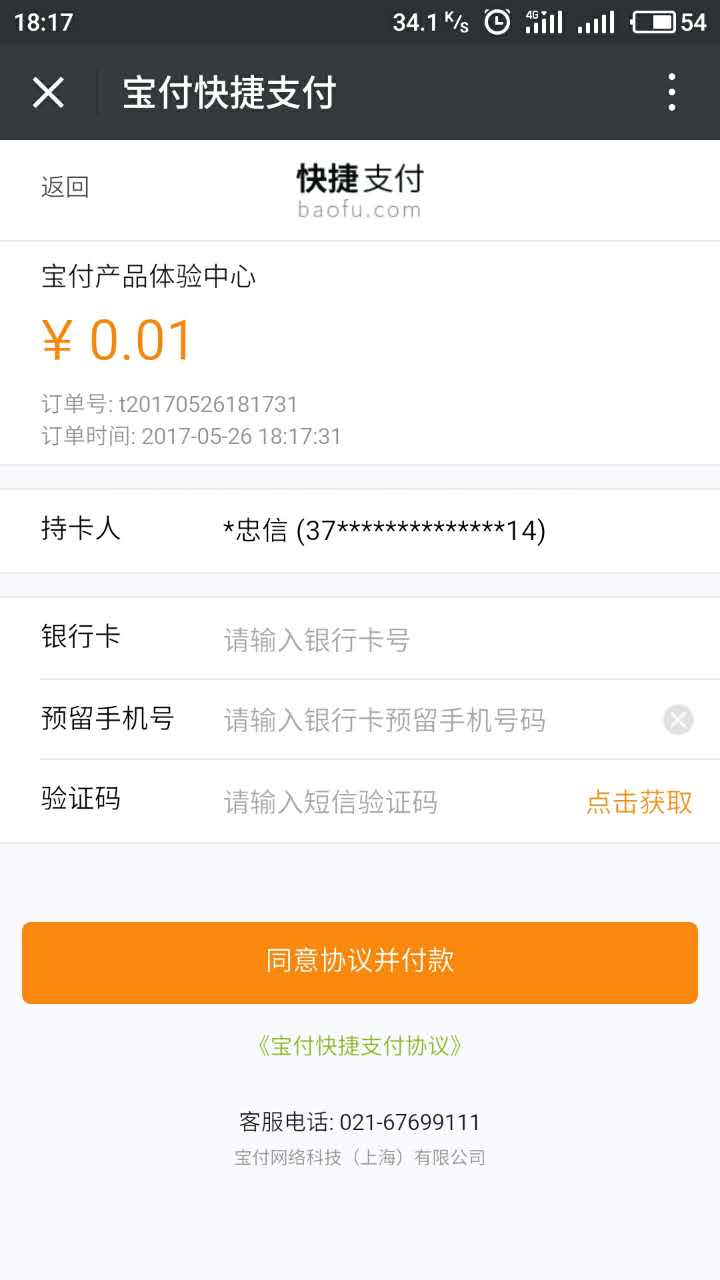 18:17 34.1 K/s 4G 54
宝付快捷支付
返回 快捷支付
baofu.com
宝付产品体验中心
¥ 0.01
订单号: t20170526181731
订单时间: 2017-05-26 18:17:31
持卡人 *忠信 (37**************14)
银行卡 请输入银行卡号
预留手机号 请输入银行卡预留手机号码
验证码 请输入短信验证码 点击获取
同意协议并付款
《宝付快捷支付协议》
客服电话: 021-67699111
宝付网络科技（上海）有限公司